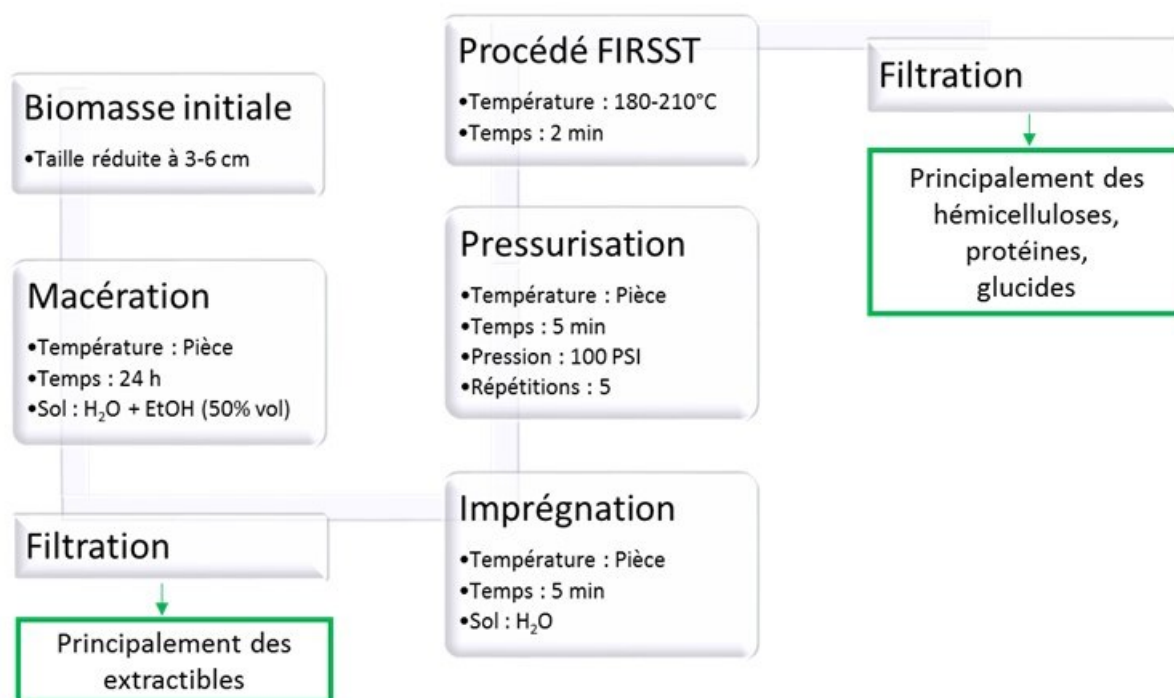 Biomasse initiale
•Taille réduite à 3-6 cm
Macération
•Température : Pièce
•Temps : 24 h
•Sol : H₂O + EtOH (50% vol)
Filtration
Principalement des
extractibles
Imprégnation
•Température : Pièce
•Temps : 5 min
•Sol : H₂O
Pressurisation
•Température : Pièce
•Temps : 5 min
•Pression : 100 PSI
•Répétitions : 5
Procédé FIRSST
•Température : 180-210°C
•Temps : 2 min
Filtration
Principalement des
hémicelluloses,
protéines,
glucides